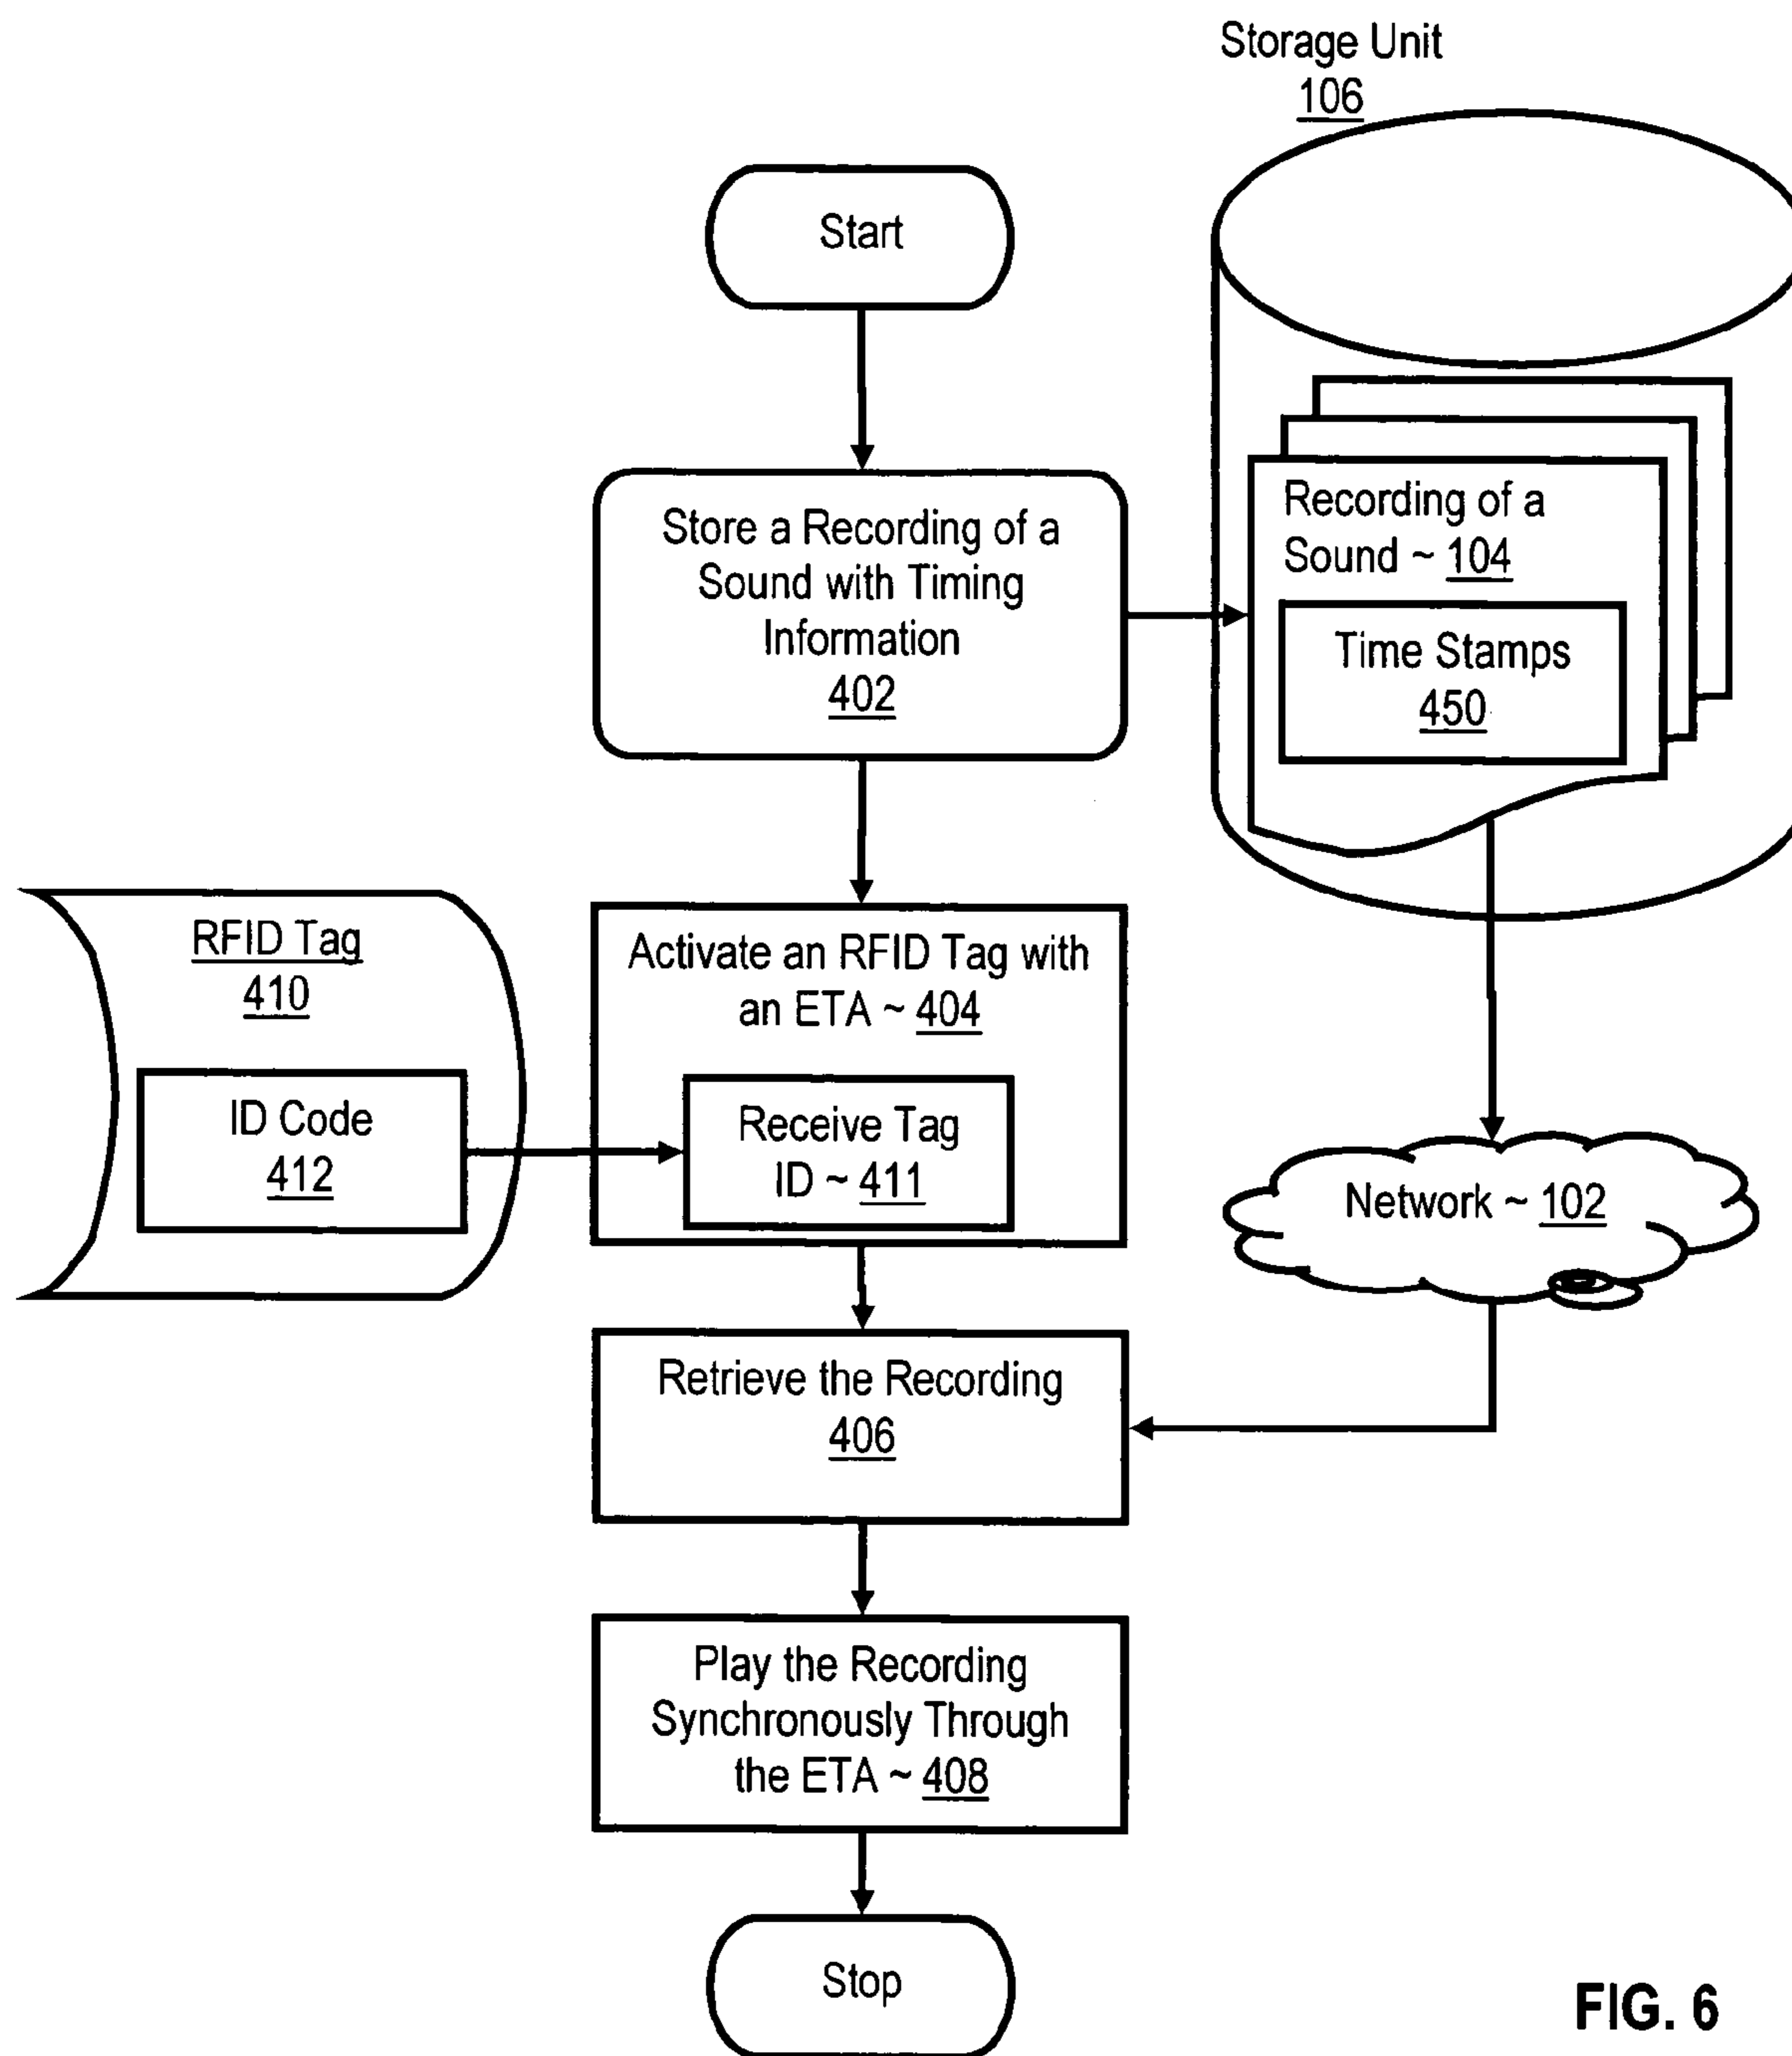 Storage Unit
106
Start
Store a Recording of a
Sound with Timing
Information
402
Recording of a
Sound ~ 104
Time Stamps
450
RFID Tag
410
ID Code
412
Activate an RFID Tag with
an ETA ~ 404
Receive Tag
ID ~ 411
Network ~ 102
Retrieve the Recording
406
Play the Recording
Synchronously Through
the ETA ~ 408
Stop
FIG. 6